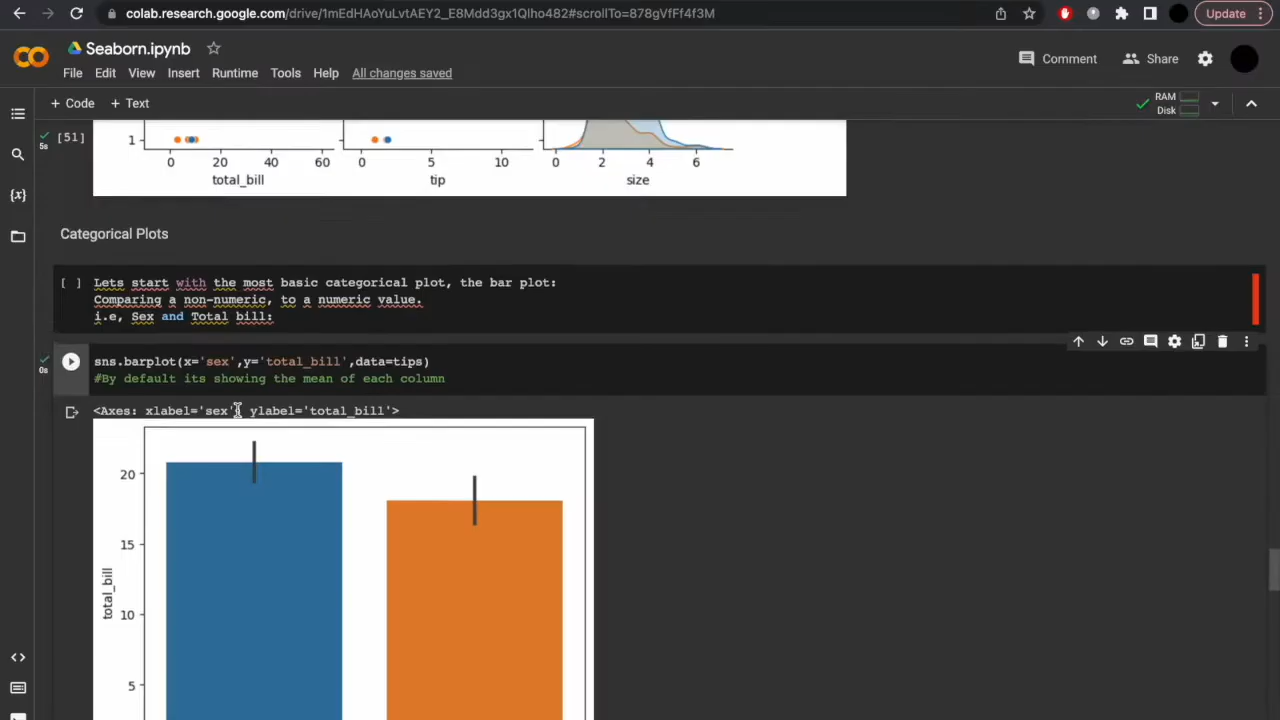 colab.research.google.com/drive/1mEdHAoYuLvtAEY2_E8Mdd3gx1Qlho482#scrollTo=878gVfFf4f3M
Update
Seaborn.ipynb
File Edit View Insert Runtime Tools Help All changes saved
Comment
Share
+ Code + Text
RAM
Disk
[51]
5s
1
0 20 40 60 0 5 10 0 2 4 6
total_bill tip size
Categorical Plots
[ ] Lets start with the most basic categorical plot, the bar plot:
Comparing a non-numeric, to a numeric value.
i.e, Sex and Total bill:
0s
sns.barplot(x='sex',y='total_bill',data=tips)
#By default its showing the mean of each column
<Axes: xlabel='sex', ylabel='total_bill'>
20
15
10
5
total_bill
{x}
<>